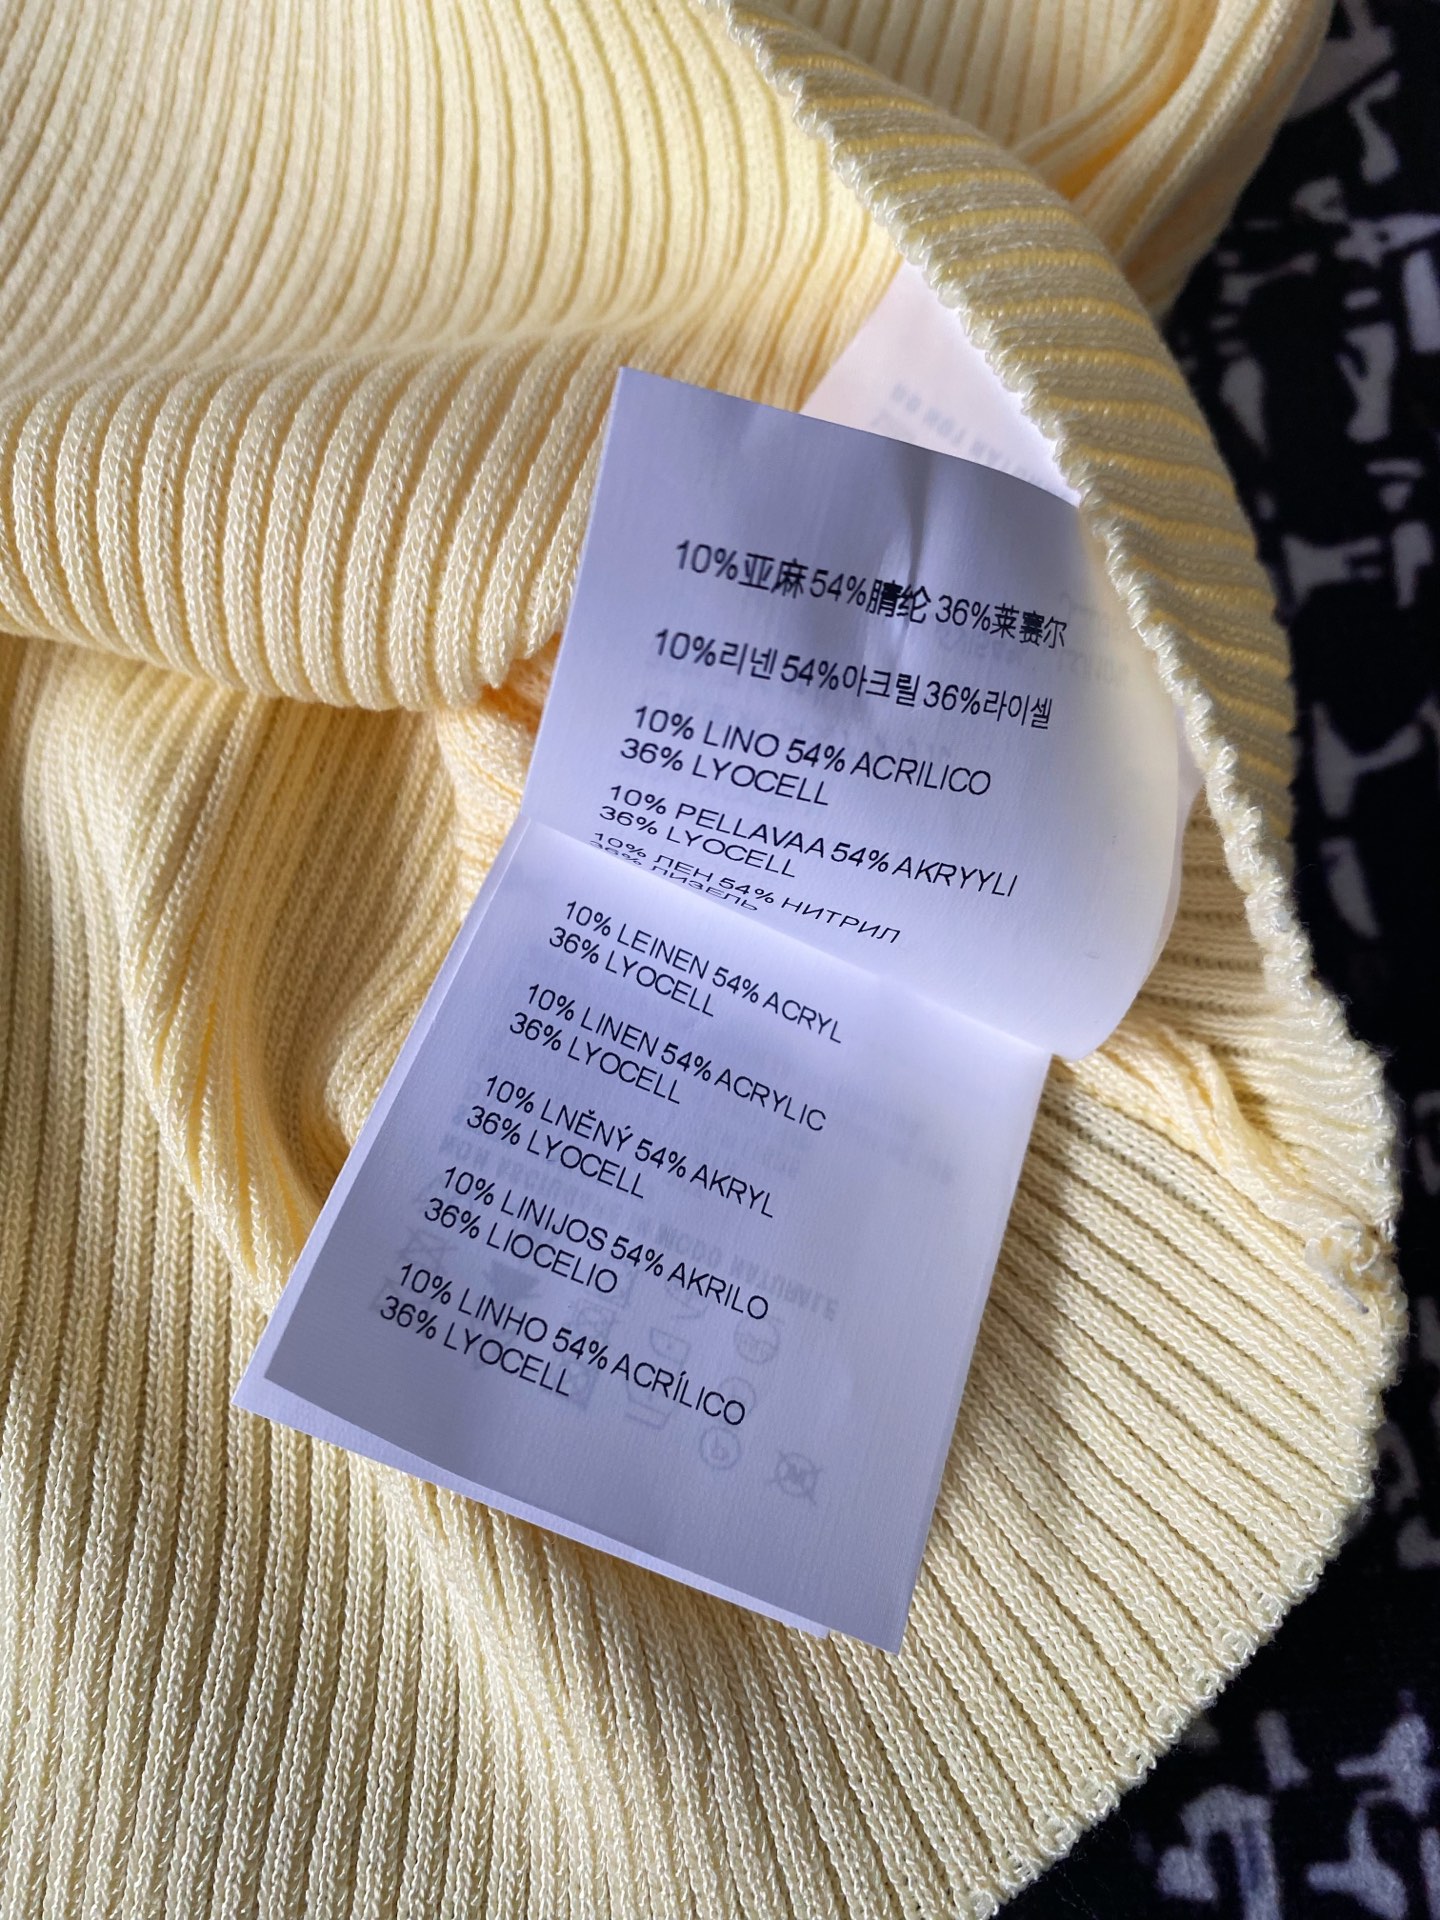 10%亚麻 54%腈纶 36%莱赛尔
10%리넨 54%아크릴 36%라이셀
10% LINO 54% ACRILICO
36% LYOCELL
10% PELLAVAA 54% AKRYYLI
36% LYOCELL
10% ЛЕН 54% НИТРИЛ
36% ЛИЗЕЛЬ
10% LEINEN 54% ACRYL
36% LYOCELL
10% LINEN 54% ACRYLIC
36% LYOCELL
10% LNĚNÝ 54% AKRYL
36% LYOCELL
10% LINIJOS 54% AKRILO
36% LIOCELIO
10% LINHO 54% ACRÍLICO
36% LYOCELL